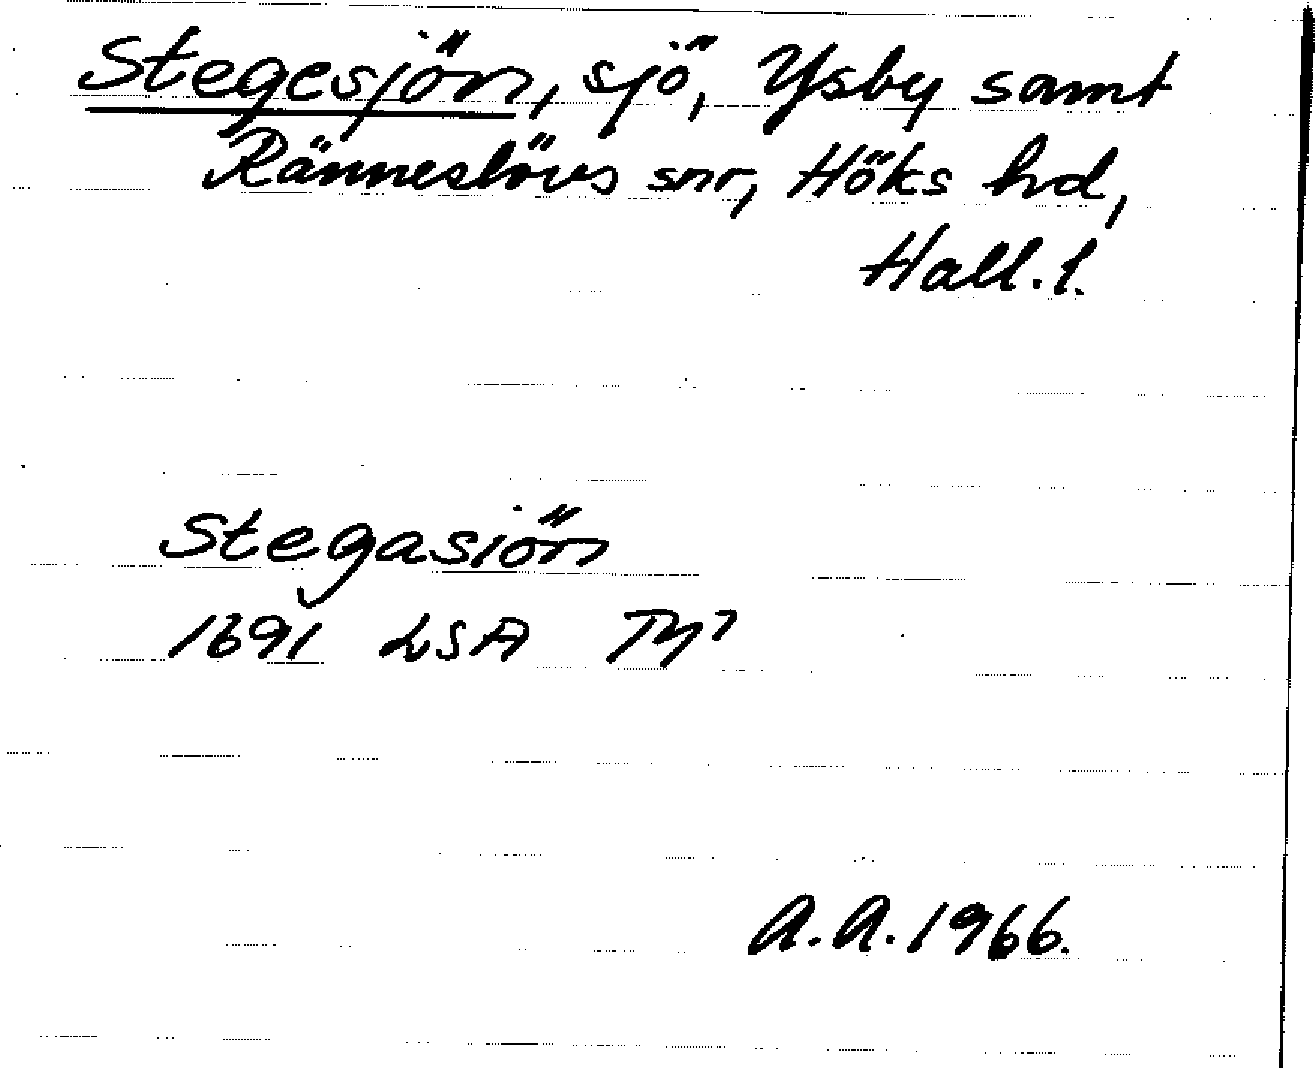 Stegesjön, sjö, Ysby samt
Ränneslövs snr, Höks hd,
Hall. l.
Stegasiön
1691 LSA
A.A. 1966.